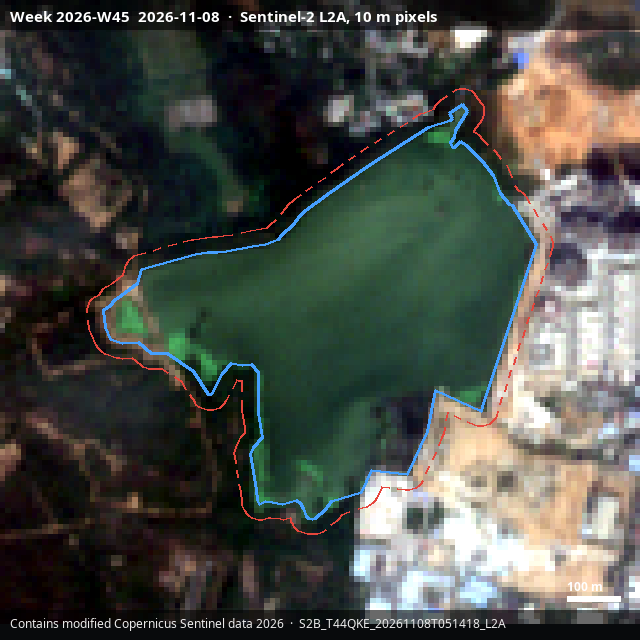 Week 2026-W45 2026-11-08 · Sentinel-2 L2A, 10 m pixels
100 m
Contains modified Copernicus Sentinel data 2026 · S2B_T44QKE_20261108T051418_L2A